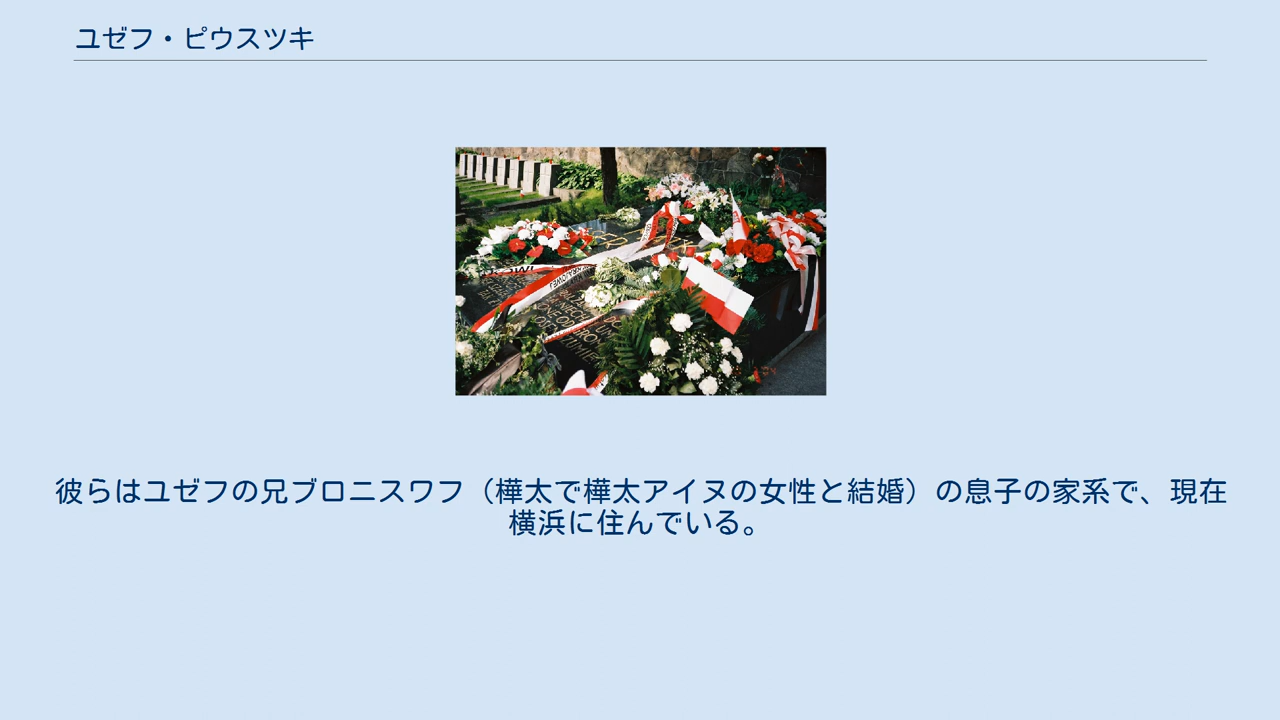 ユゼフ・ピウスツキ
彼らはユゼフの兄ブロニスワフ（樺太で樺太アイヌの女性と結婚）の息子の家系で、現在
横浜に住んでいる。